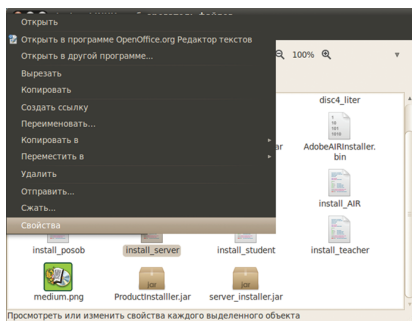 Открыть
Открыть в программе OpenOffice.org Редактор текстов
Открыть в другой программе...
100%
Вырезать
Копировать
Создать ссылку
disc4_liter
Переименовать...
Копировать в
Переместить в
ar
AdobeAIRInstaller.
bin
Удалить
Отправить...
Сжать...
install_AIR
Свойства
install_posob
install_server
install_student
install_teacher
medium.png
ProductInstalller.jar
server_installer.jar
Просмотреть или изменить свойства каждого выделенного объекта